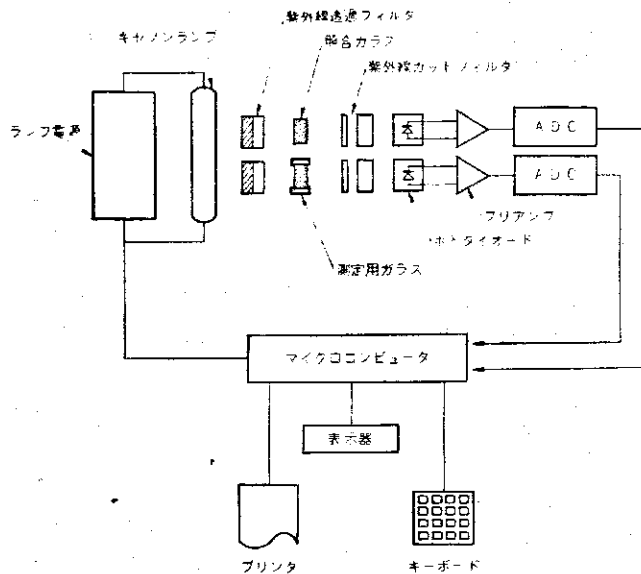 紫外線透過フィルタ
キセノンランプ
照合ガラス
紫外線カットフィルタ
ランプ電源
ADC
ADC
プリアンプ
ホトダイオード
測定用ガラス
マイクロコンピュータ
表示器
プリンタ
キーボード